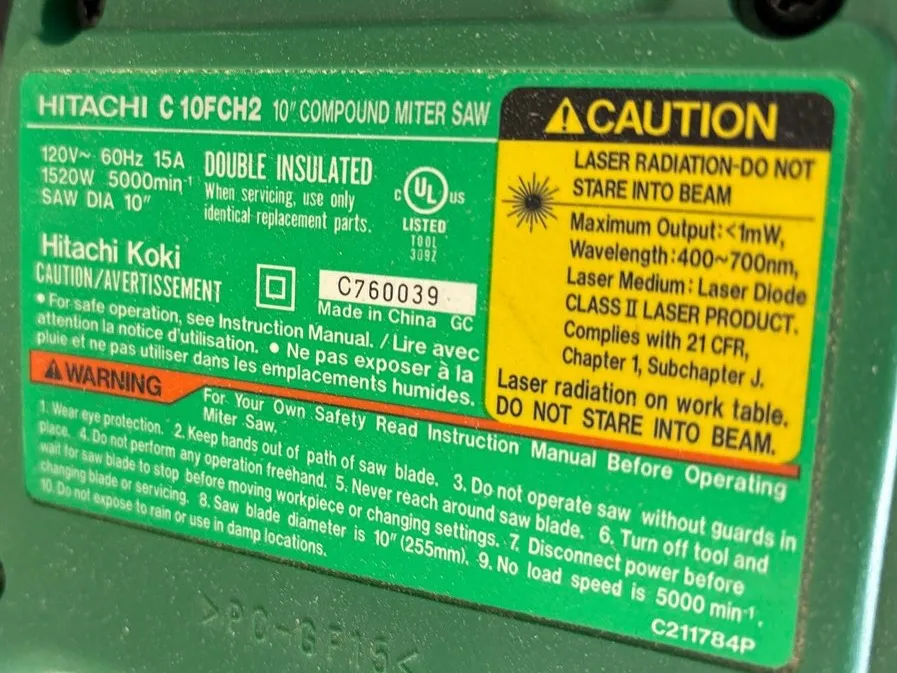 HITACHI C 10FCH2 10" COMPOUND MITER SAW
120V~ 60Hz 15A
1520W 5000min-1
SAW DIA 10"
DOUBLE INSULATED
When servicing, use only
identical replacement parts.
C UL US
LISTED
TOOL
309Z
Hitachi Koki
CAUTION/AVERTISSEMENT
C760039
Made in China GC
• For safe operation, see Instruction Manual. / Lire avec
attention la notice d'utilisation. • Ne pas exposer à la
pluie et ne pas utiliser dans les emplacements humides.
CAUTION
LASER RADIATION-DO NOT
STARE INTO BEAM
Maximum Output:<1mW,
Wavelength:400~700nm,
Laser Medium: Laser Diode
CLASS II LASER PRODUCT.
Complies with 21 CFR,
Chapter 1, Subchapter J.
Laser radiation on work table.
DO NOT STARE INTO BEAM.
WARNING
For Your Own Safety Read Instruction Manual Before Operating
Miter Saw.
1. Wear eye protection. 2. Keep hands out of path of saw blade. 3. Do not operate saw without guards in
place. 4. Do not perform any operation freehand. 5. Never reach around saw blade. 6. Turn off tool and
wait for saw blade to stop before moving workpiece or changing settings. 7. Disconnect power before
changing blade or servicing. 8. Saw blade diameter is 10" (255mm). 9. No load speed is 5000 min-1.
10. Do not expose to rain or use in damp locations.
C211784P
>PC-GF15<